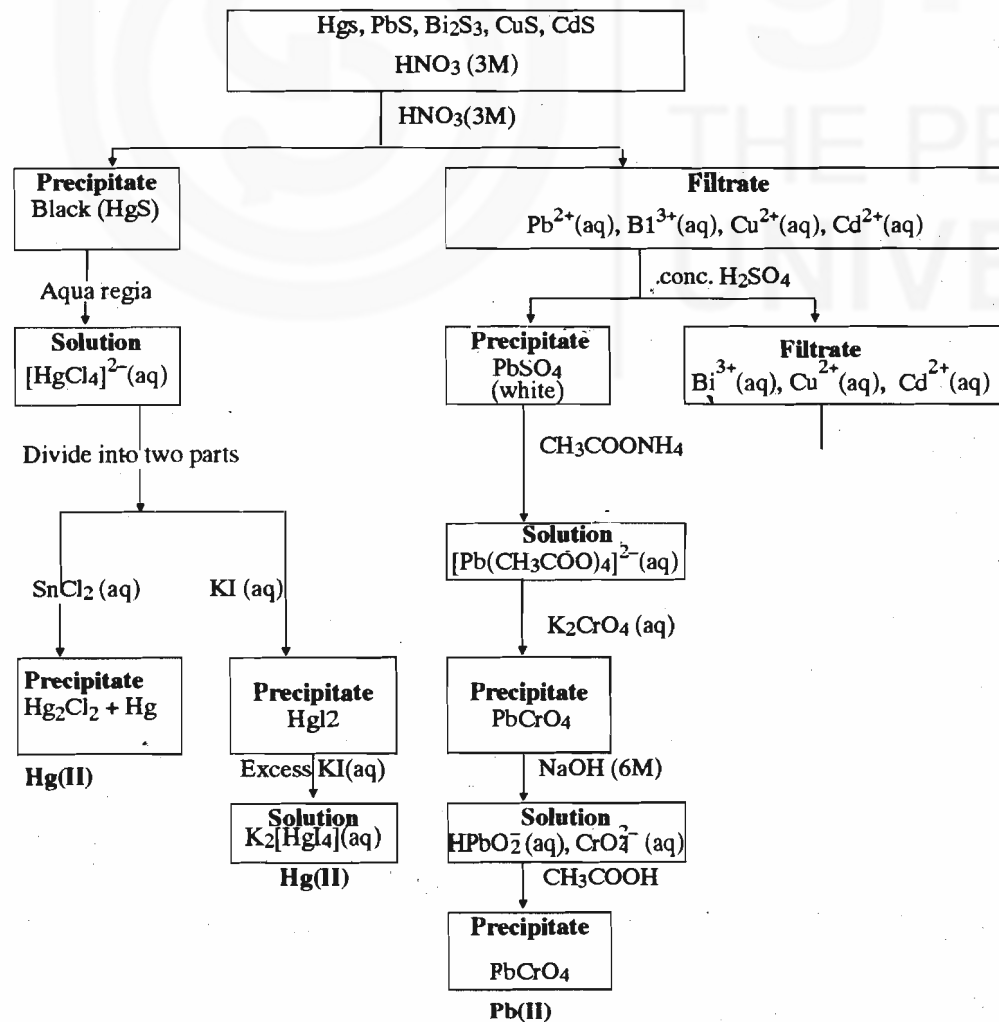 Hgs, PbS, Bi₂S₃, CuS, CdS
HNO₃ (3M)
HNO₃(3M)
Precipitate
Black (HgS)
Filtrate
Pb²⁺(aq), B1³⁺(aq), Cu²⁺(aq), Cd²⁺(aq)
Aqua regia
.conc. H₂SO₄
Solution
[HgCl₄]²⁻(aq)
Precipitate
PbSO₄
(white)
Filtrate
Bi³⁺(aq), Cu²⁺(aq), Cd²⁺(aq)
Divide into two parts
CH₃COONH₄
Solution
[Pb(CH₃COO)₄]²⁻(aq)
SnCl₂ (aq)
KI (aq)
K₂CrO₄ (aq)
Precipitate
Hg₂Cl₂ + Hg
Hg(II)
Precipitate
HgI2
Precipitate
PbCrO₄
Excess KI(aq)
NaOH (6M)
Solution
K₂[HgI₄](aq)
Hg(II)
Solution
HPbO₂⁻(aq), CrO₄²⁻ (aq)
CH₃COOH
Precipitate
PbCrO₄
Pb(II)
THE PE
UNIVE